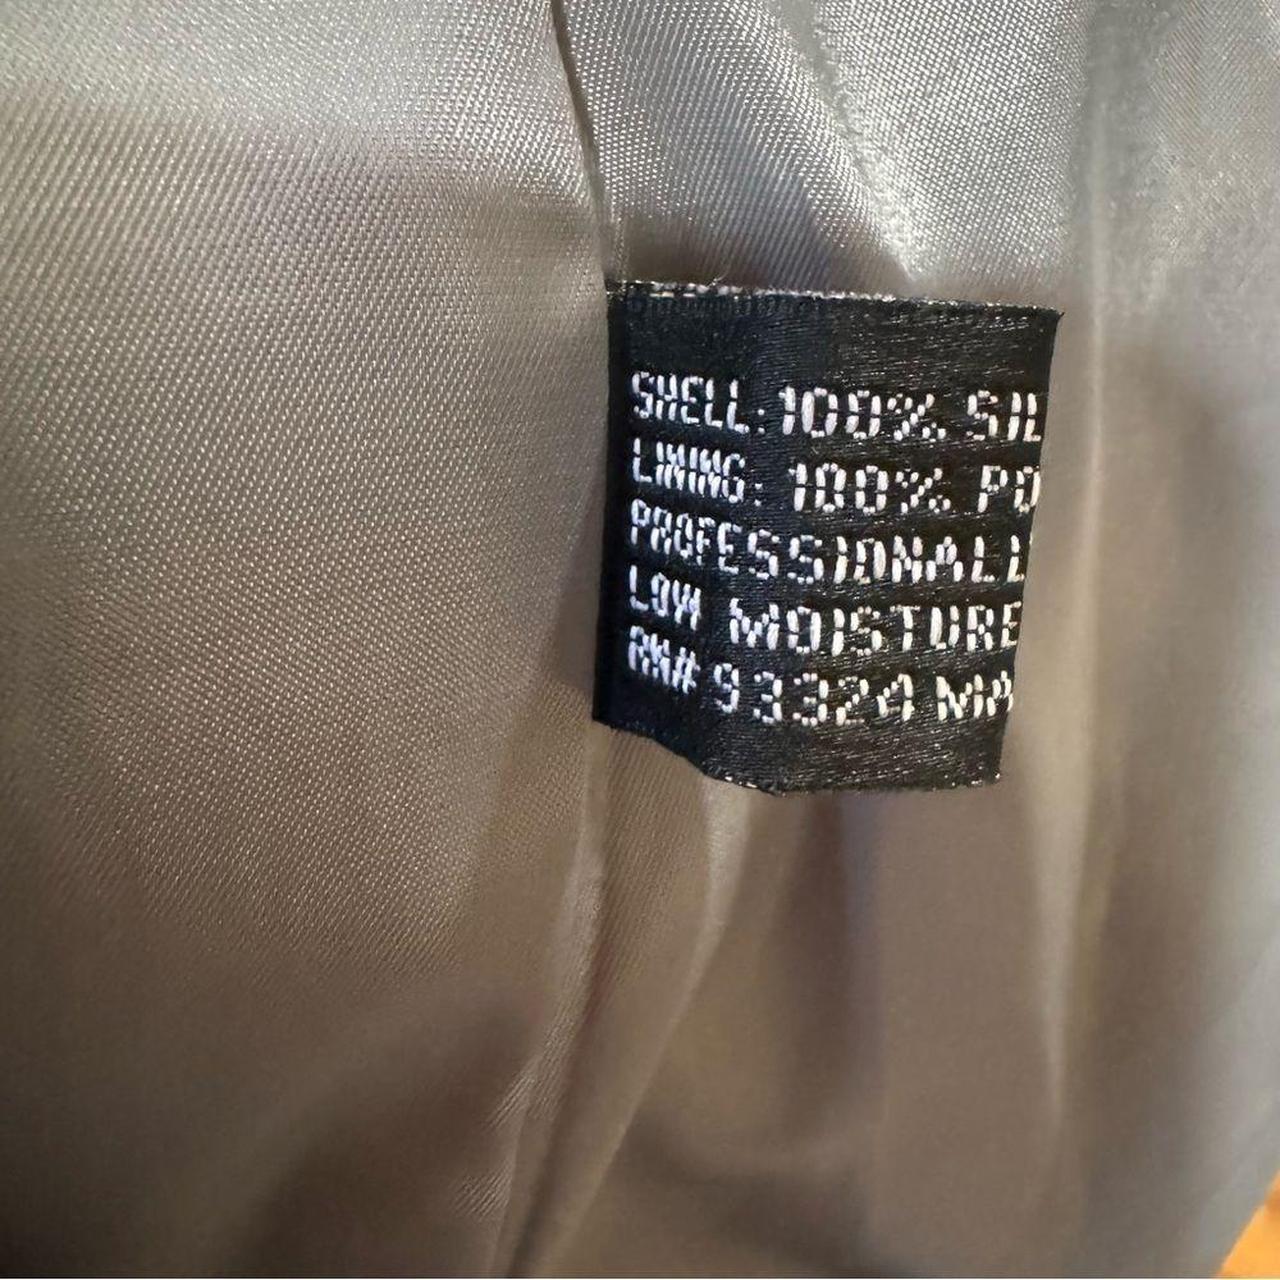 SHELL: 100% SIL
LINING: 100% PO
PROFESSIONALL
LOW MOISTURE
RN# 93324 MA